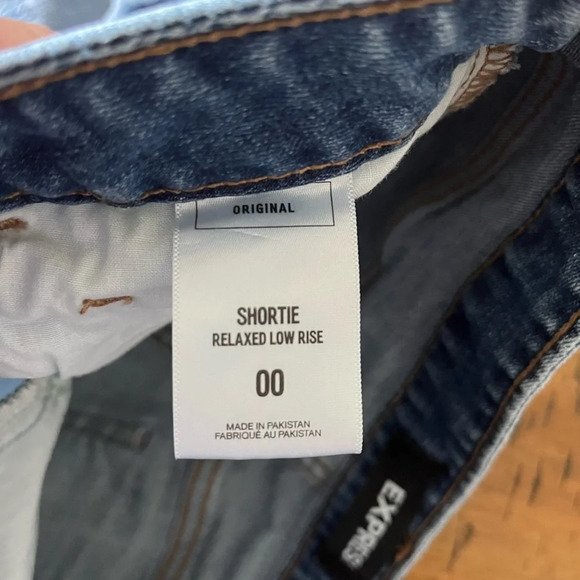 ORIGINAL
SHORTIE
RELAXED LOW RISE
00
MADE IN PAKISTAN
FABRIQUÉ AU PAKISTAN
EXPRESS